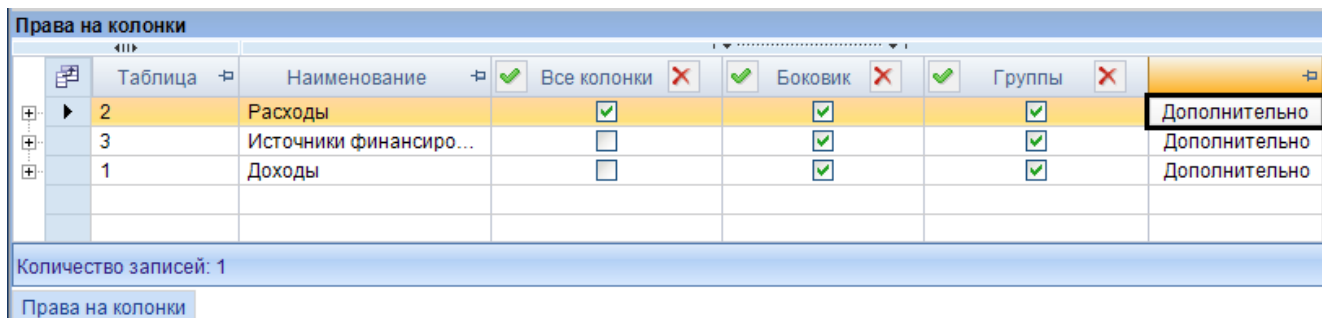 Права на колонки
Таблица Наименование Все колонки Боковик Группы
2 Расходы Дополнительно
3 Источники финансиро... Дополнительно
1 Доходы Дополнительно
Количество записей: 1
Права на колонки